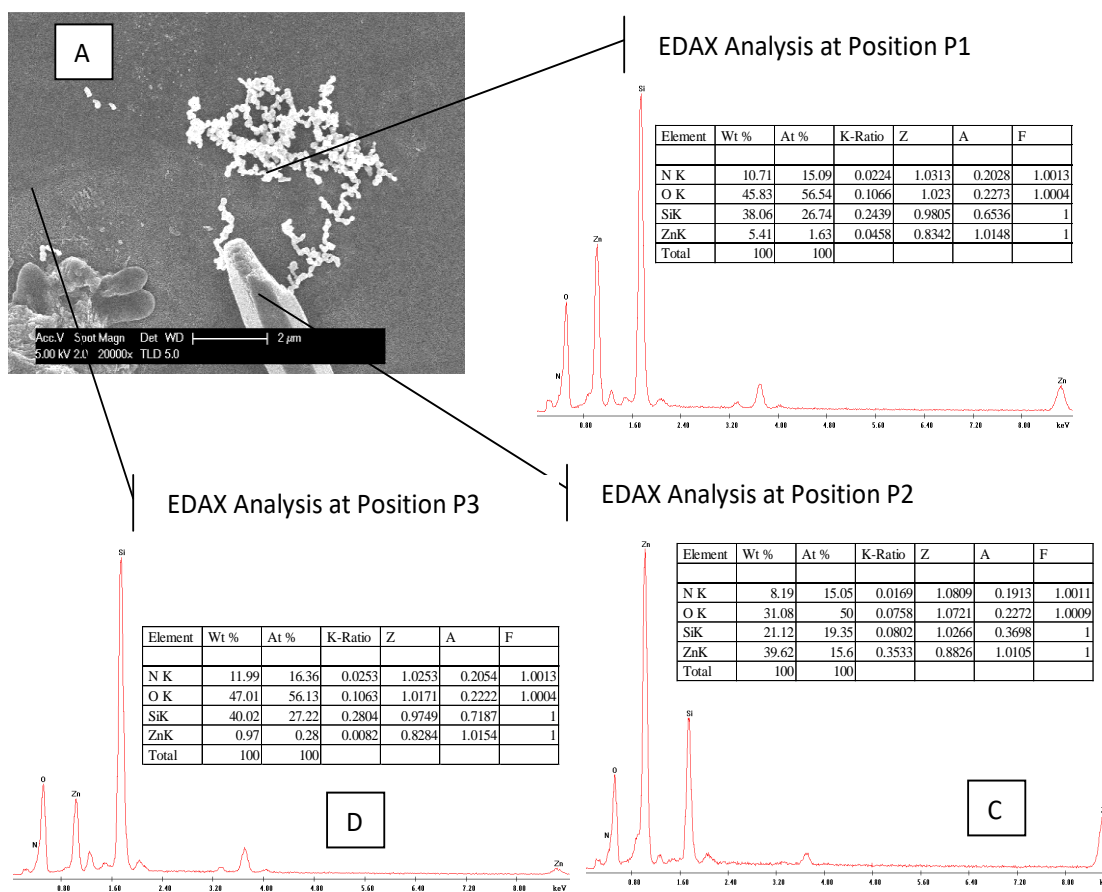 A
Acc.V Spot Magn Det WD 2 µm
5.00 kV 2.0 20000x TLD 5.0
EDAX Analysis at Position P1
Si
Zn
O
N
Zn
Element Wt % At % K-Ratio Z A F
N K 10.71 15.09 0.0224 1.0313 0.2028 1.0013
O K 45.83 56.54 0.1066 1.023 0.2273 1.0004
SiK 38.06 26.74 0.2439 0.9805 0.6536 1
ZnK 5.41 1.63 0.0458 0.8342 1.0148 1
Total 100 100
0.80 1.60 2.40 3.20 4.00 4.80 5.60 6.40 7.20 8.00 keV
EDAX Analysis at Position P3
Si
O
Zn
N
Zn
Element Wt % At % K-Ratio Z A F
N K 11.99 16.36 0.0253 1.0253 0.2054 1.0013
O K 47.01 56.13 0.1063 1.0171 0.2222 1.0004
SiK 40.02 27.22 0.2804 0.9749 0.7187 1
ZnK 0.97 0.28 0.0082 0.8284 1.0154 1
Total 100 100
D
0.80 1.60 2.40 3.20 4.00 4.80 5.60 6.40 7.20 8.00 keV
EDAX Analysis at Position P2
Zn
Si
O
N
Element Wt % At % K-Ratio Z A F
N K 8.19 15.05 0.0169 1.0809 0.1913 1.0011
O K 31.08 50 0.0758 1.0721 0.2272 1.0009
SiK 21.12 19.35 0.0802 1.0266 0.3698 1
ZnK 39.62 15.6 0.3533 0.8826 1.0105 1
Total 100 100
C
0.80 1.60 2.40 3.20 4.00 4.80 5.60 6.40 7.20 8.00